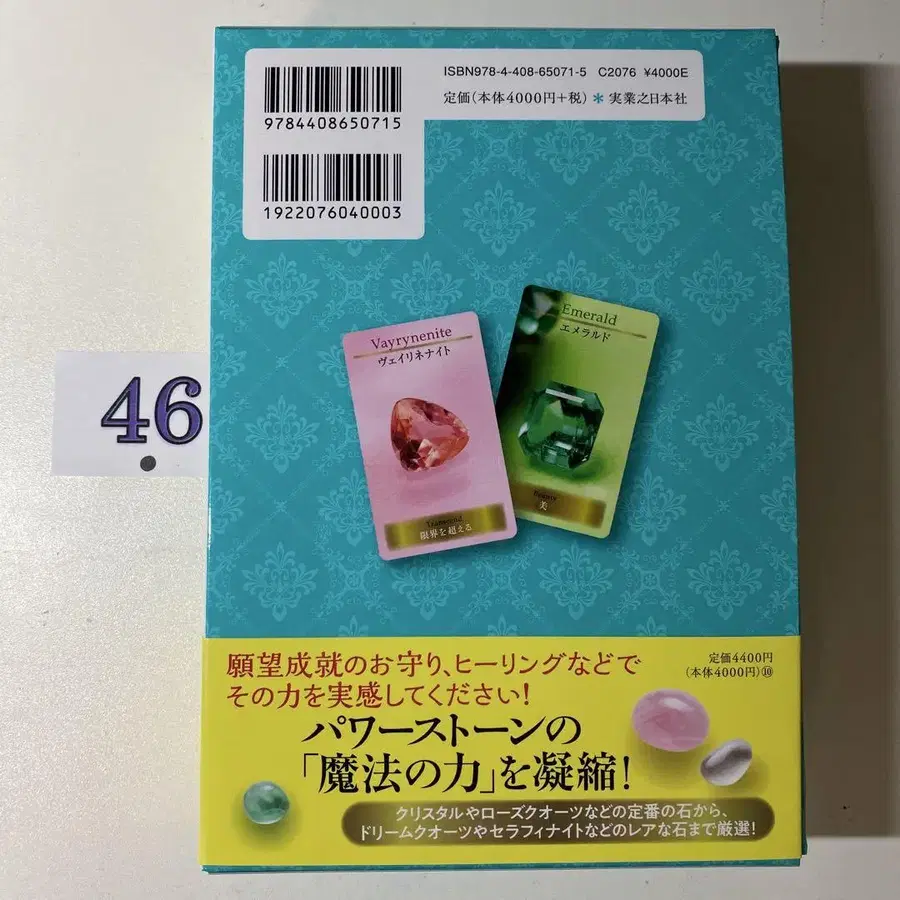 ISBN978-4-408-65071-5 C2076 ¥4000E
定価(本体4000円+税) * 実業之日本社
9784408650715
1922076040003
46
Vayrynenite
ヴェイリネナイト
Transcend
限界を超える
Emerald
エメラルド
Beauty
美
願望成就のお守り、ヒーリングなどで
その力を実感してください!
定価4400円
(本体4000円)⑩
パワーストーンの
「魔法の力」を凝縮!
クリスタルやローズクオーツなどの定番の石から、
ドリームクオーツやセラフィナイトなどのレアな石まで厳選!